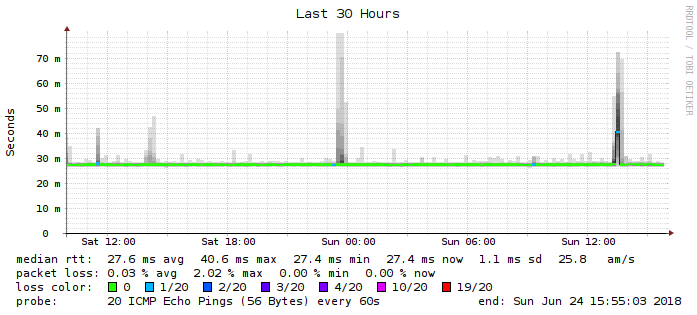 Last 30 Hours
RRDTOOL / TOBI OETIKER
Seconds
70 m
60 m
50 m
40 m
30 m
20 m
10 m
0
Sat 12:00 Sat 18:00 Sun 00:00 Sun 06:00 Sun 12:00
median rtt: 27.6 ms avg 40.6 ms max 27.4 ms min 27.4 ms now 1.1 ms sd 25.8 am/s
packet loss: 0.03 % avg 2.02 % max 0.00 % min 0.00 % now
loss color: 0 1/20 2/20 3/20 4/20 10/20 19/20
probe: 20 ICMP Echo Pings (56 Bytes) every 60s end: Sun Jun 24 15:55:03 2018